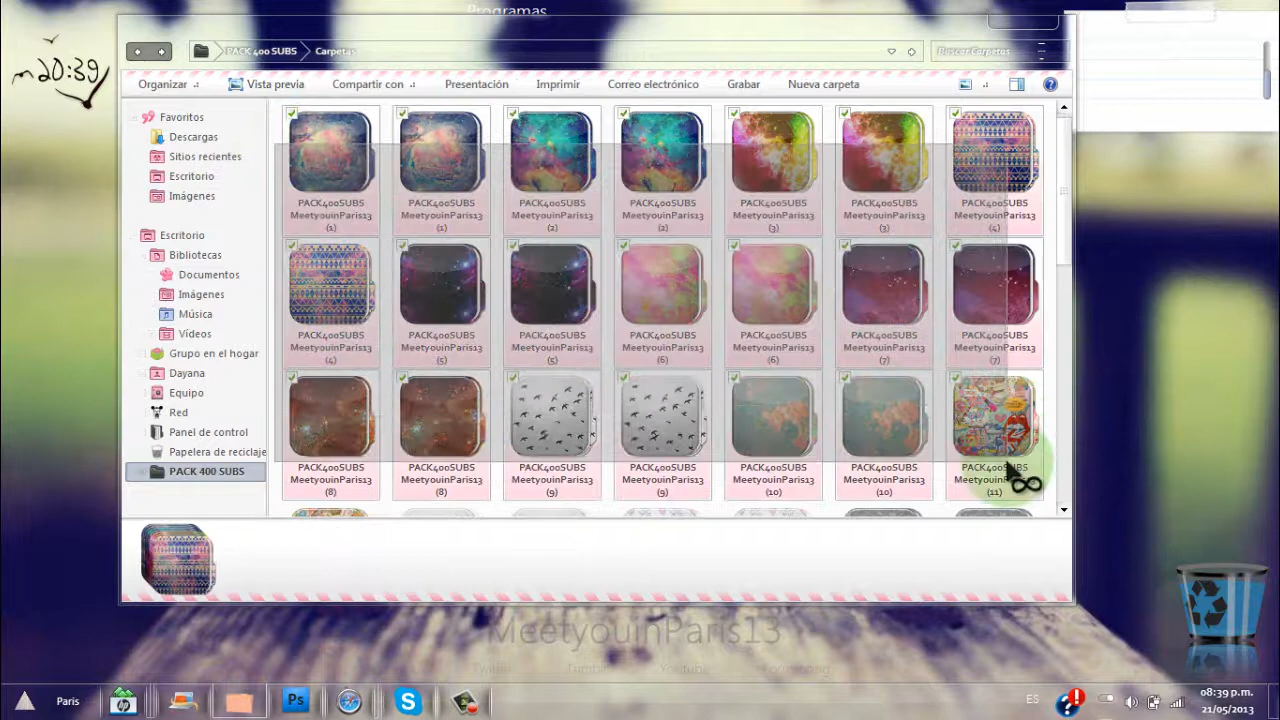 Programas
20:39
PACK 400 SUBS
Carpetas
Buscar Carpetas
Organizar
Vista previa
Compartir con
Presentación
Imprimir
Correo electrónico
Grabar
Nueva carpeta
Favoritos
Descargas
Sitios recientes
Escritorio
Imágenes
Escritorio
Bibliotecas
Documentos
Imágenes
Música
Vídeos
Grupo en el hogar
Dayana
Equipo
Red
Panel de control
Papelera de reciclaje
PACK 400 SUBS
PACK400SUBS
MeetyouinParis13
(1)
PACK400SUBS
MeetyouinParis13
(1)
PACK400SUBS
MeetyouinParis13
(2)
PACK400SUBS
MeetyouinParis13
(2)
PACK400SUBS
MeetyouinParis13
(3)
PACK400SUBS
MeetyouinParis13
(3)
PACK400SUBS
MeetyouinParis13
(4)
PACK400SUBS
MeetyouinParis13
(4)
PACK400SUBS
MeetyouinParis13
(5)
PACK400SUBS
MeetyouinParis13
(5)
PACK400SUBS
MeetyouinParis13
(6)
PACK400SUBS
MeetyouinParis13
(6)
PACK400SUBS
MeetyouinParis13
(7)
PACK400SUBS
MeetyouinParis13
(7)
PACK400SUBS
MeetyouinParis13
(8)
PACK400SUBS
MeetyouinParis13
(8)
PACK400SUBS
MeetyouinParis13
(9)
PACK400SUBS
MeetyouinParis13
(9)
PACK400SUBS
MeetyouinParis13
(10)
PACK400SUBS
MeetyouinParis13
(10)
PACK400SUBS
MeetyouinParis13
(11)
MeetyouinParis13
Twitter
Tumblr
Youtube
Paris
Ps
ES
08:39 p.m.
21/05/2013